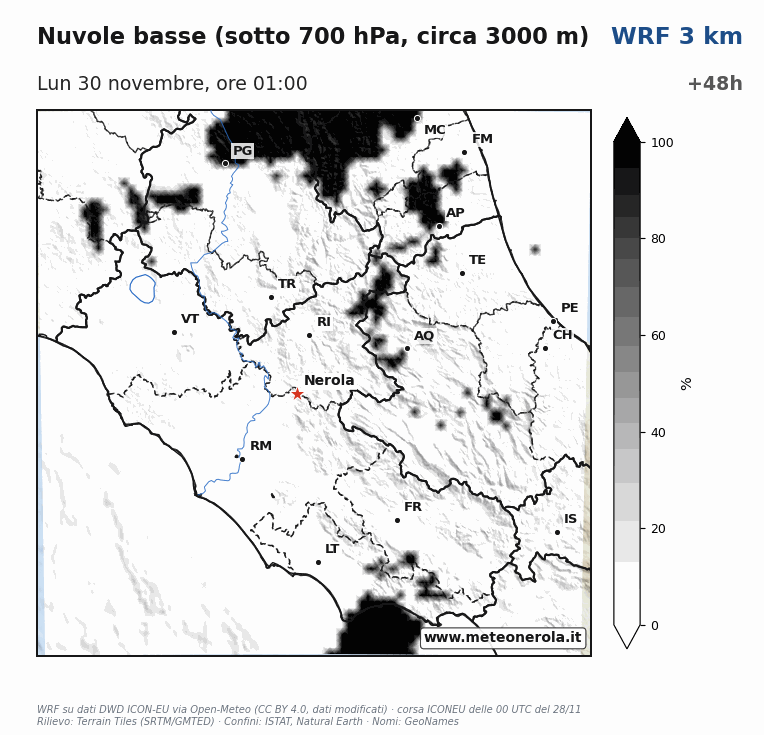 Nuvole basse (sotto 700 hPa, circa 3000 m) WRF 3 km
Lun 30 novembre, ore 01:00 +48h
MC
FM
PG
AP
TE
TR
PE
VT
RI
AQ
CH
Nerola
RM
FR
IS
LT
www.meteonerola.it
100
80
60
40
20
0
%
WRF su dati DWD ICON-EU via Open-Meteo (CC BY 4.0, dati modificati) · corsa ICONEU delle 00 UTC del 28/11
Rilievo: Terrain Tiles (SRTM/GMTED) · Confini: ISTAT, Natural Earth · Nomi: GeoNames